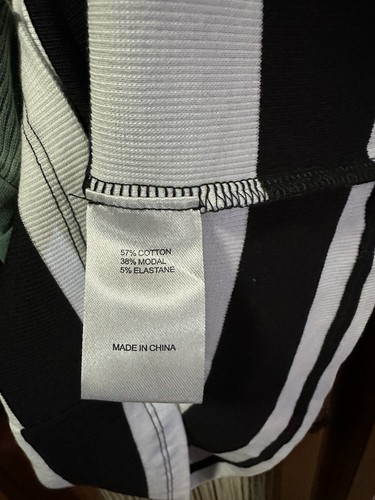 57% COTTON
38% MODAL
5% ELASTANE
MADE IN CHINA